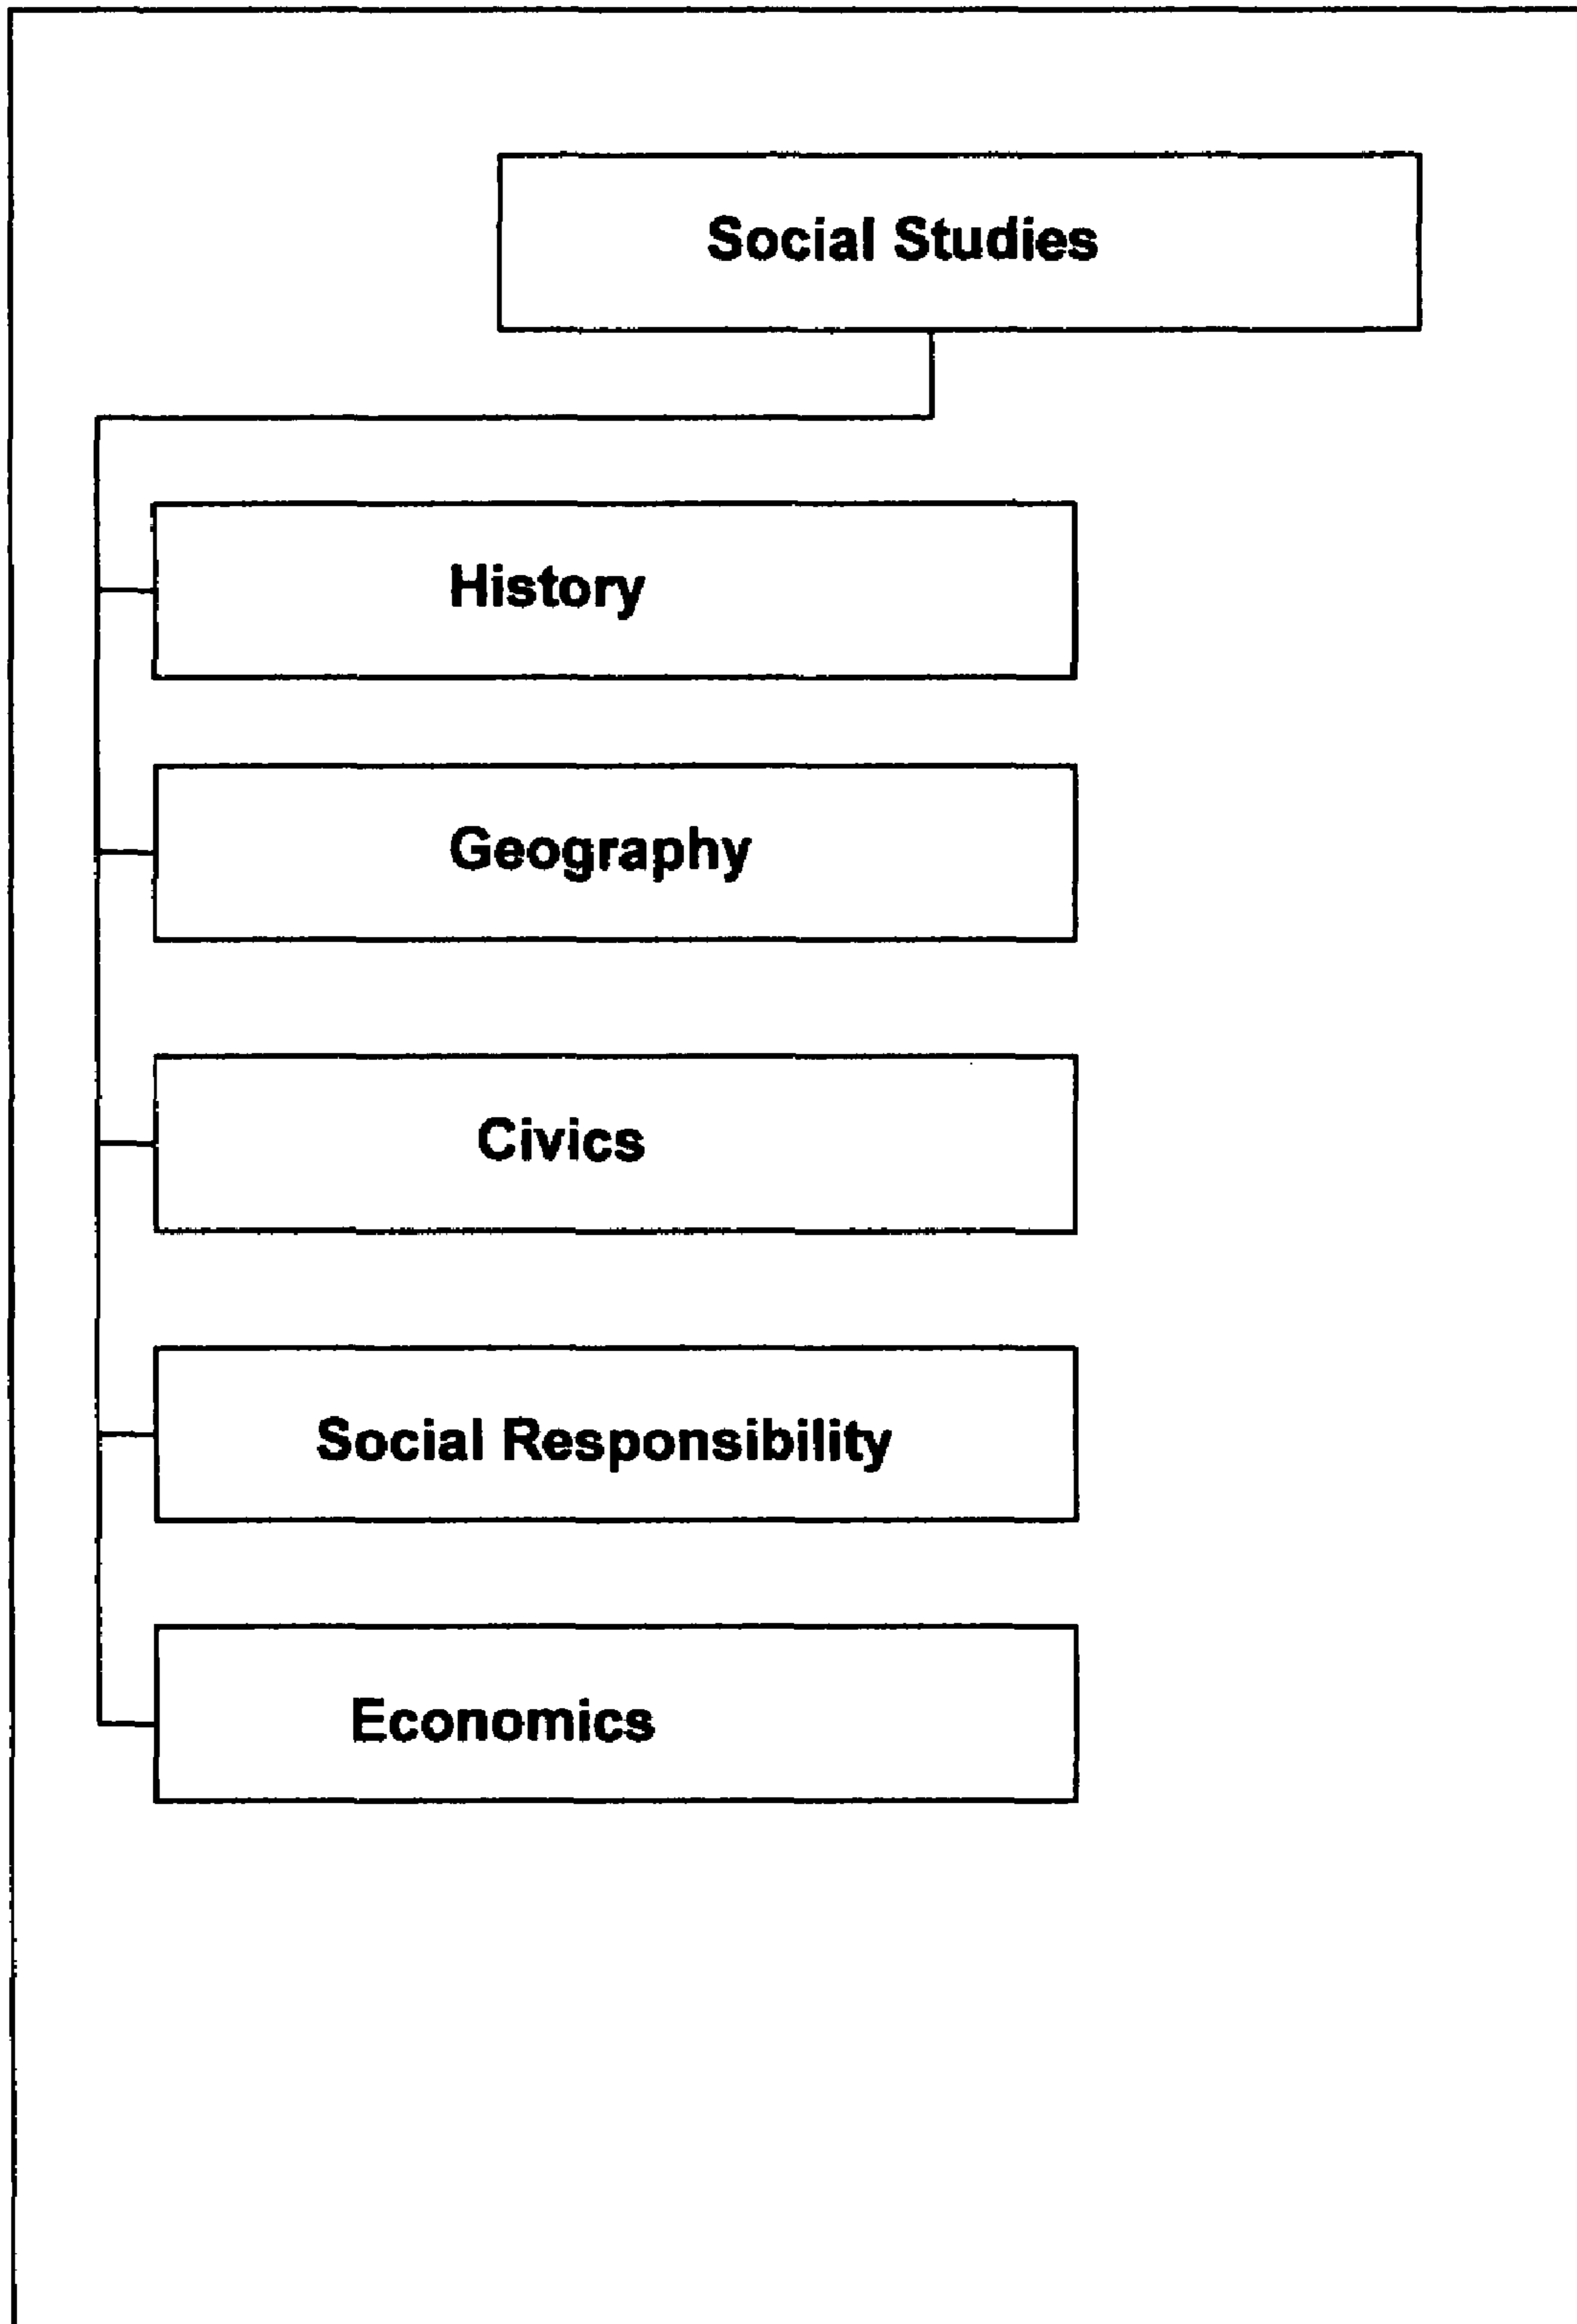 Social Studies
History
Geography
Civics
Social Responsibility
Economics